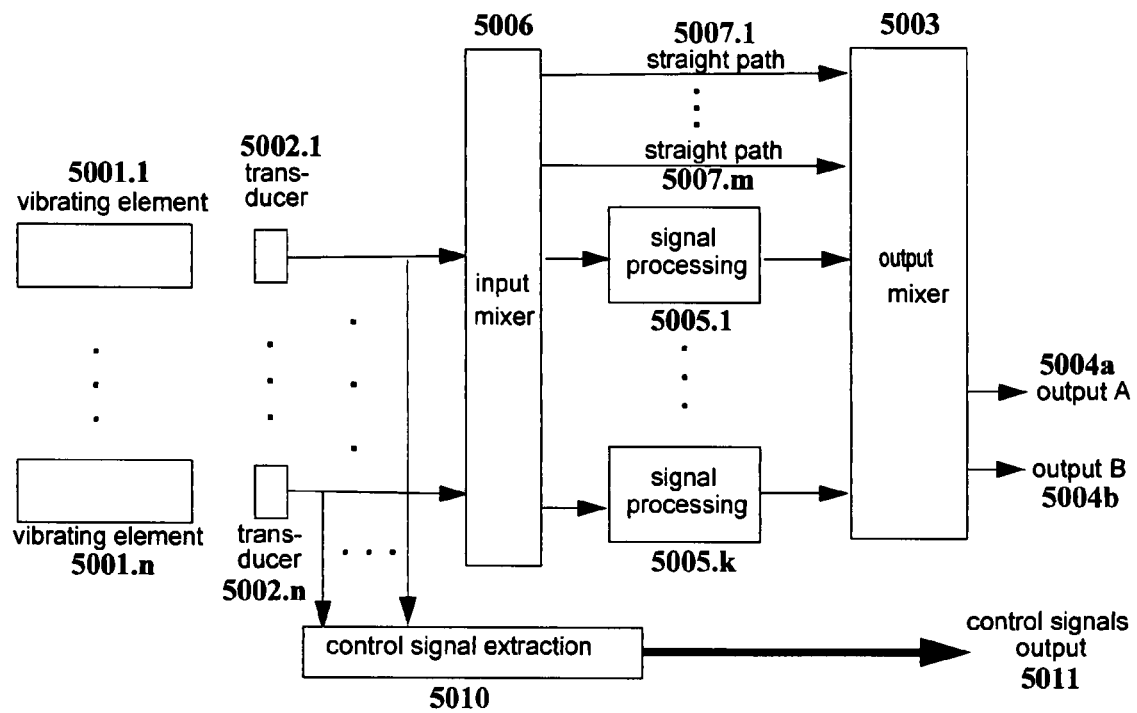 5006
5007.1
straight path
5003
straight path
5007.m
5001.1
vibrating element
5002.1
trans-
ducer
input
mixer
signal
processing
5005.1
output
mixer
5004a
output A
output B
5004b
vibrating element
5001.n
trans-
ducer
5002.n
signal
processing
5005.k
control signal extraction
5010
control signals
output
5011